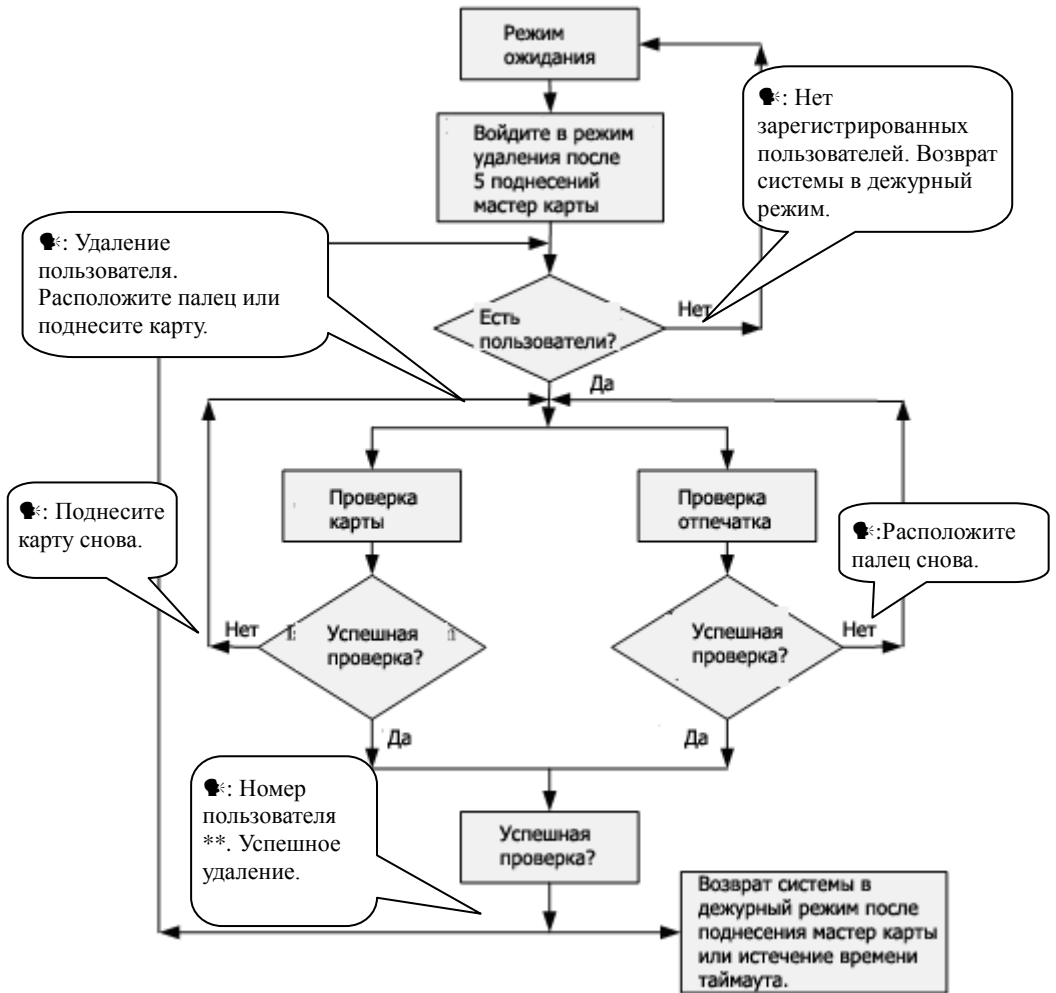 Режим
ожидания
🗣: Нет
зарегистрированных
пользователей. Возврат
системы в дежурный
режим.
Войдите в режим
удаления после
5 поднесений
мастер карты
🗣: Удаление
пользователя.
Расположите палец или
поднесите карту.
Есть
пользователи?
Нет
Да
Проверка
карты
Проверка
отпечатка
🗣: Поднесите
карту снова.
🗣:Расположите
палец снова.
Нет
Успешная
проверка?
Успешная
проверка?
Нет
Да
Да
🗣: Номер
пользователя
**. Успешное
удаление.
Успешная
проверка?
Возврат системы в
дежурный режим после
поднесения мастер карты
или истечение времени
таймаута.